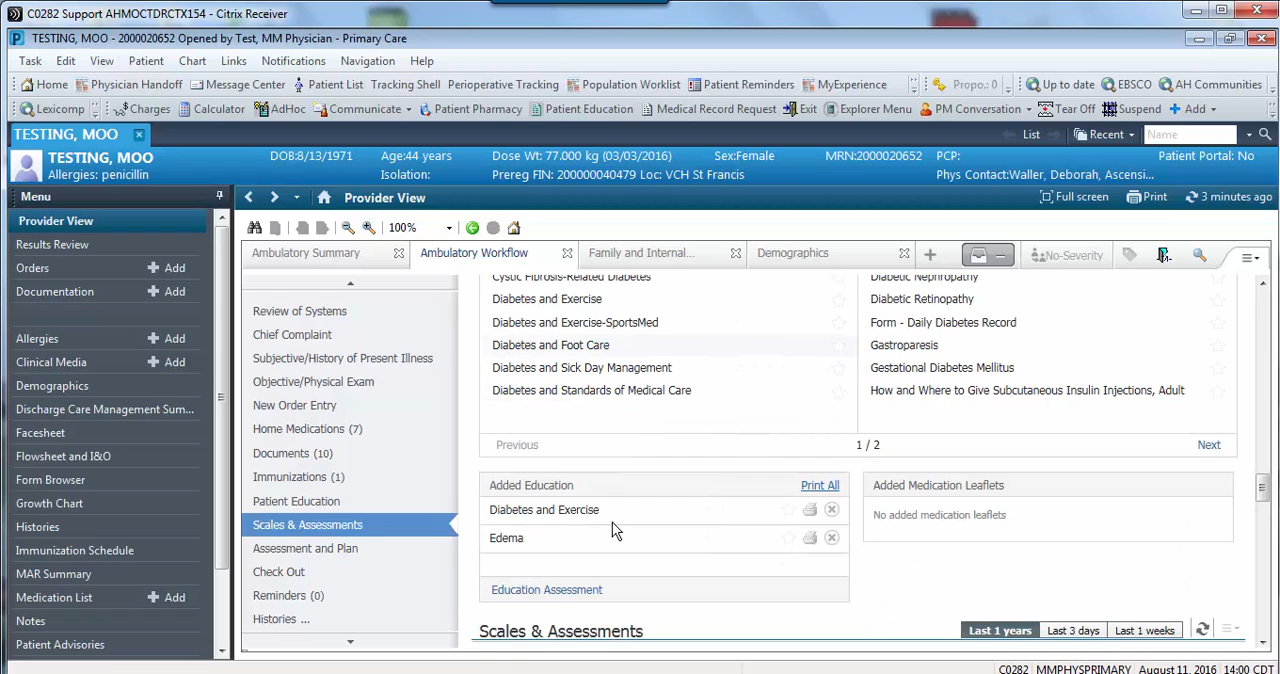 C0282 Support AHMOCTDRCTX154 - Citrix Receiver
TESTING, MOO - 2000020652 Opened by Test, MM Physician - Primary Care
Task Edit View Patient Chart Links Notifications Navigation Help
Home Physician Handoff Message Center Patient List Tracking Shell Perioperative Tracking Population Worklist Patient Reminders MyExperience Propo.: 0 Up to date EBSCO AH Communities
Lexicomp Charges Calculator AdHoc Communicate Patient Pharmacy Patient Education Medical Record Request Exit Explorer Menu PM Conversation Tear Off Suspend Add
TESTING, MOO List Recent Name
TESTING, MOO DOB:8/13/1971 Age:44 years Dose Wt: 77.000 kg (03/03/2016) Sex:Female MRN:2000020652 PCP: Patient Portal: No
Allergies: penicillin Isolation: Prereg FIN: 200000040479 Loc: VCH St Francis Phys Contact:Waller, Deborah, Ascensi...
Menu Provider View Full screen Print 3 minutes ago
Provider View
100%
Ambulatory Summary Ambulatory Workflow Family and Internal... Demographics No-Severity
Results Review
Orders Add
Documentation Add
Allergies Add
Clinical Media Add
Demographics
Discharge Care Management Sum...
Facesheet
Flowsheet and I&O
Form Browser
Growth Chart
Histories
Immunization Schedule
MAR Summary
Medication List Add
Notes
Patient Advisories
Review of Systems
Chief Complaint
Subjective/History of Present Illness
Objective/Physical Exam
New Order Entry
Home Medications (7)
Documents (10)
Immunizations (1)
Patient Education
Scales & Assessments
Assessment and Plan
Check Out
Reminders (0)
Histories ...
Cystic Fibrosis-Related Diabetes Diabetic Nephropathy
Diabetes and Exercise Diabetic Retinopathy
Diabetes and Exercise-SportsMed Form - Daily Diabetes Record
Diabetes and Foot Care Gastroparesis
Diabetes and Sick Day Management Gestational Diabetes Mellitus
Diabetes and Standards of Medical Care How and Where to Give Subcutaneous Insulin Injections, Adult
Previous 1 / 2 Next
Added Education Print All Added Medication Leaflets
Diabetes and Exercise No added medication leaflets
Edema
Education Assessment
Scales & Assessments Last 1 years Last 3 days Last 1 weeks
C0282 MMPHYSPRIMARY August 11, 2016 14:00 CDT